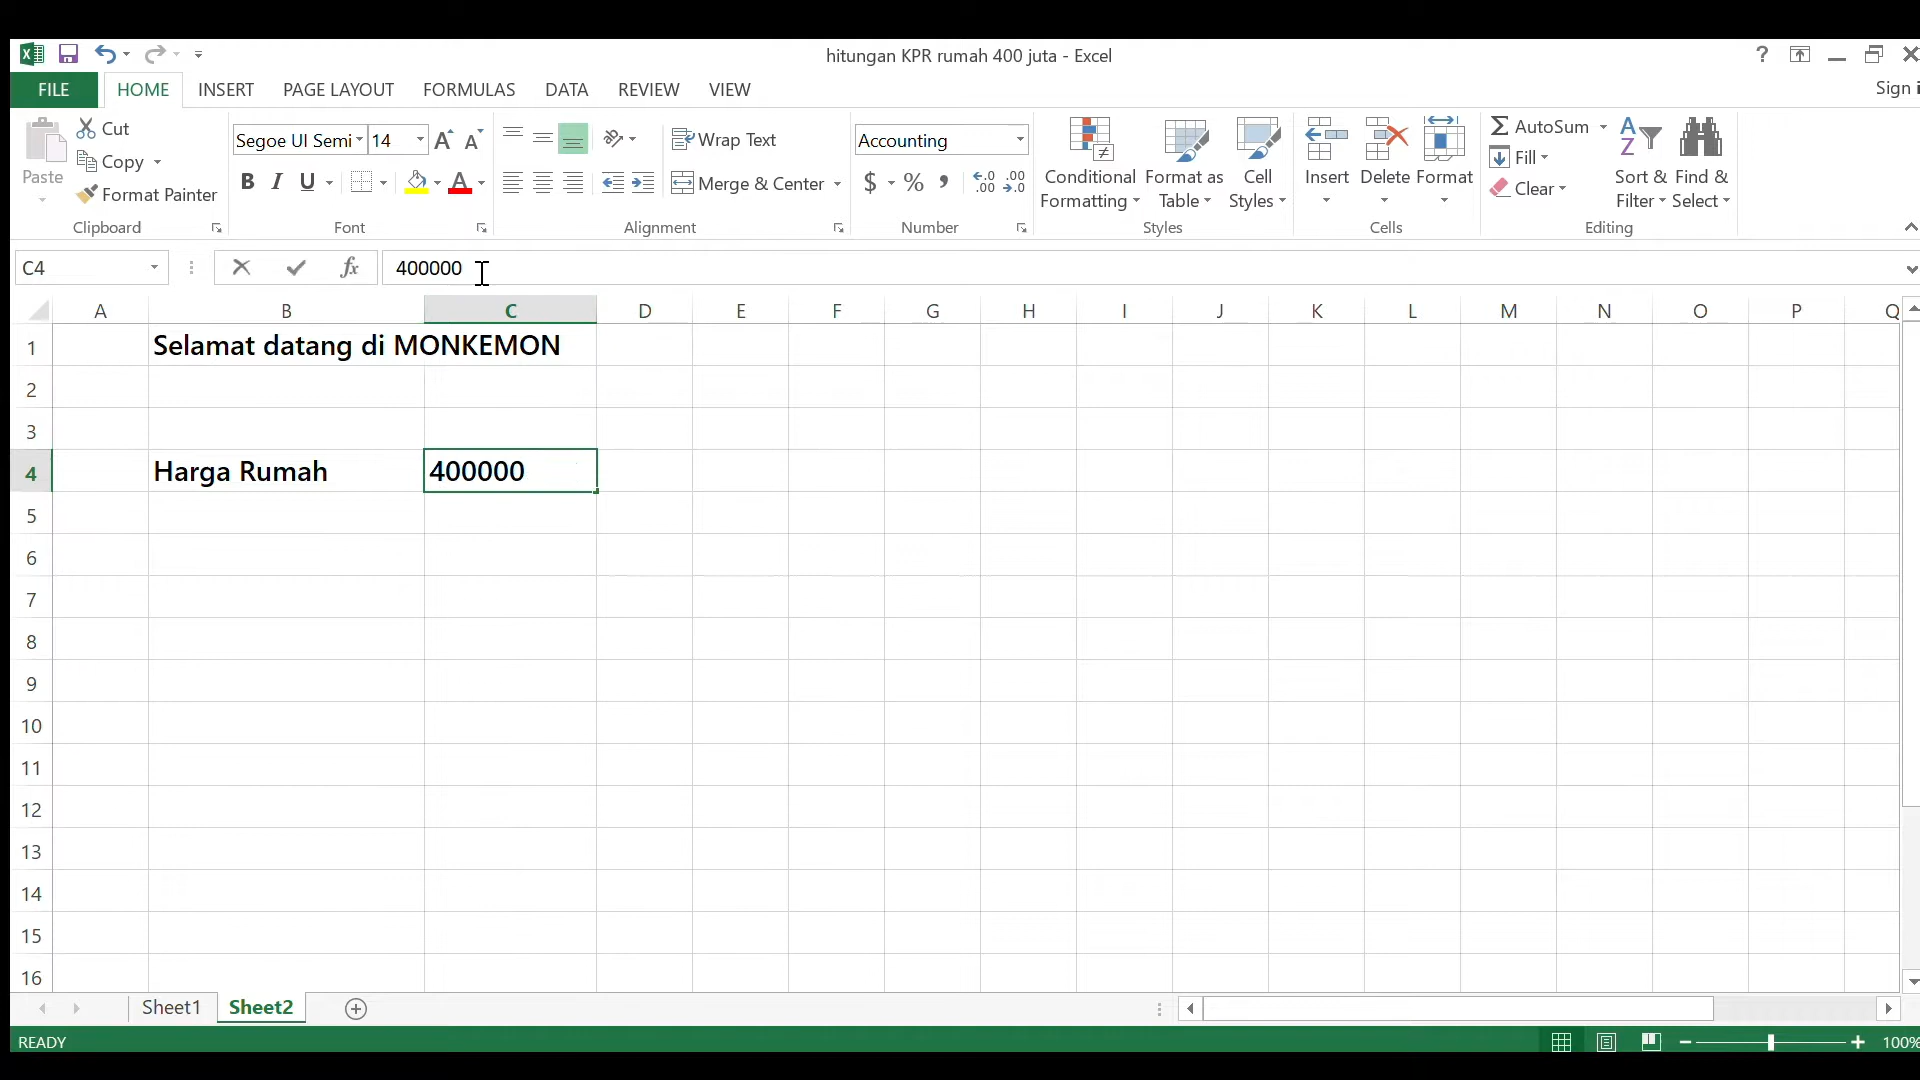 hitungan KPR rumah 400 juta - Excel
?
FILE HOME INSERT PAGE LAYOUT FORMULAS DATA REVIEW VIEW
Sign i
Paste
Cut
Copy
Format Painter
Clipboard
Segoe UI Semi 14
B I U
Font
Wrap Text
Merge & Center
Alignment
Accounting
$ % ,
Number
Conditional Formatting
Format as Table
Cell Styles
Styles
Insert
Delete
Format
Cells
AutoSum
Fill
Clear
Sort & Filter
Find & Select
Editing
C4 fx 400000
A B C D E F G H I J K L M N O P Q
1 Selamat datang di MONKEMON
2
3
4 Harga Rumah 400000
5
6
7
8
9
10
11
12
13
14
15
16
Sheet1 Sheet2
READY 100%